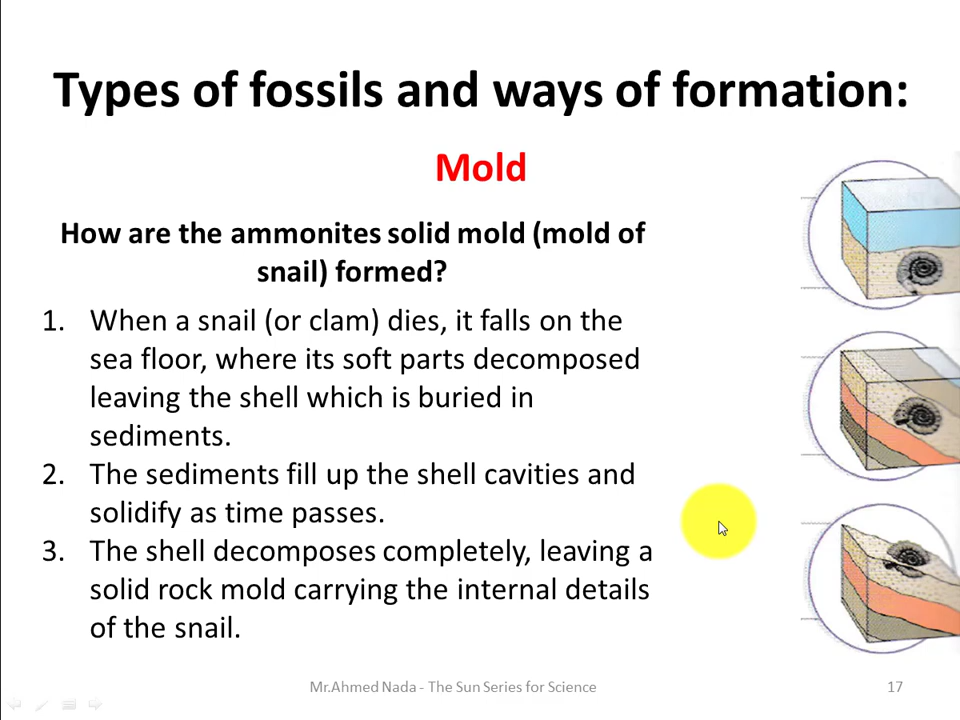 Types of fossils and ways of formation:
Mold
How are the ammonites solid mold (mold of
snail) formed?
1. When a snail (or clam) dies, it falls on the
sea floor, where its soft parts decomposed
leaving the shell which is buried in
sediments.
2. The sediments fill up the shell cavities and
solidify as time passes.
3. The shell decomposes completely, leaving a
solid rock mold carrying the internal details
of the snail.
Mr.Ahmed Nada - The Sun Series for Science
17